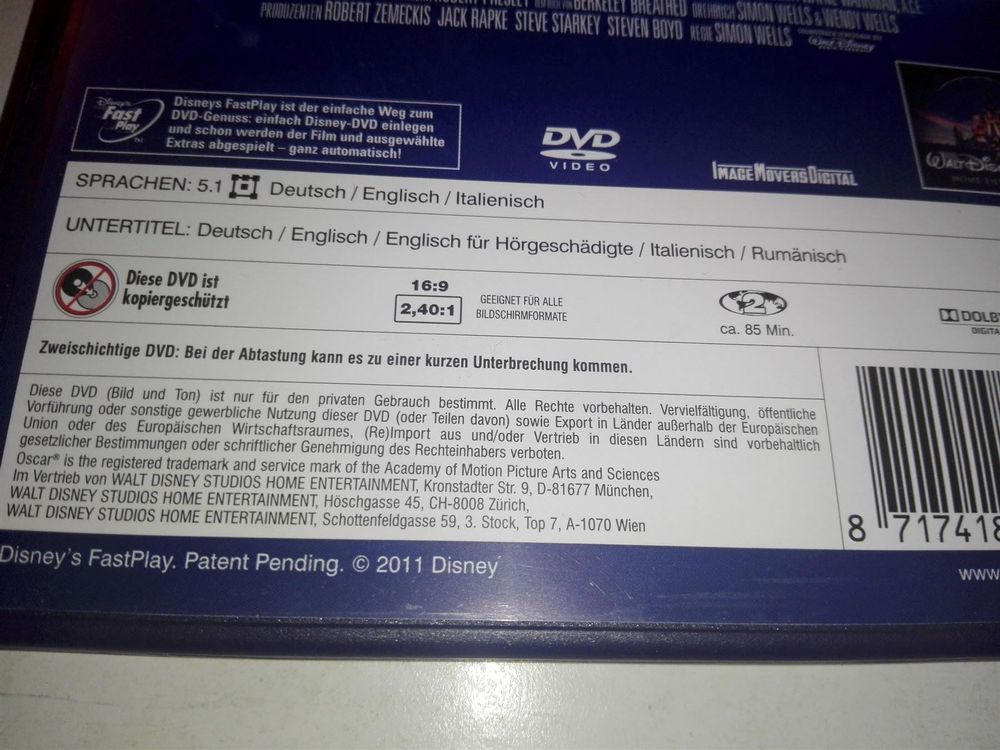 BERKELEY BREATHED
SIMON WELLS & WENDY WELLS
PRODUZENTEN ROBERT ZEMECKIS JACK RAPKE STEVE STARKEY STEVEN BOYD REGIE SIMON WELLS
Disney's
Fast
Play
Disneys FastPlay ist der einfache Weg zum
DVD-Genuss: einfach Disney-DVD einlegen
und schon werden der Film und ausgewählte
Extras abgespielt – ganz automatisch!
DVD
VIDEO
IMAGEMOVERSDIGITAL
SPRACHEN: 5.1 Deutsch / Englisch / Italienisch
UNTERTITEL: Deutsch / Englisch / Englisch für Hörgeschädigte / Italienisch / Rumänisch
Diese DVD ist
kopiergeschützt
16:9
2,40:1
GEEIGNET FÜR ALLE
BILDSCHIRMFORMATE
2
ca. 85 Min.
Zweischichtige DVD: Bei der Abtastung kann es zu einer kurzen Unterbrechung kommen.
Diese DVD (Bild und Ton) ist nur für den privaten Gebrauch bestimmt. Alle Rechte vorbehalten. Vervielfältigung, öffentliche
Vorführung oder sonstige gewerbliche Nutzung dieser DVD (oder Teilen davon) sowie Export in Länder außerhalb der Europäischen
Union oder des Europäischen Wirtschaftsraumes, (Re)Import aus und/oder Vertrieb in diesen Ländern sind vorbehaltlich
gesetzlicher Bestimmungen oder schriftlicher Genehmigung des Rechteinhabers verboten.
Oscar® is the registered trademark and service mark of the Academy of Motion Picture Arts and Sciences
Im Vertrieb von WALT DISNEY STUDIOS HOME ENTERTAINMENT, Kronstadter Str. 9, D-81677 München,
WALT DISNEY STUDIOS HOME ENTERTAINMENT, Höschgasse 45, CH-8008 Zürich,
WALT DISNEY STUDIOS HOME ENTERTAINMENT, Schottenfeldgasse 59, 3. Stock, Top 7, A-1070 Wien
8 717418
Disney's FastPlay. Patent Pending. © 2011 Disney
www